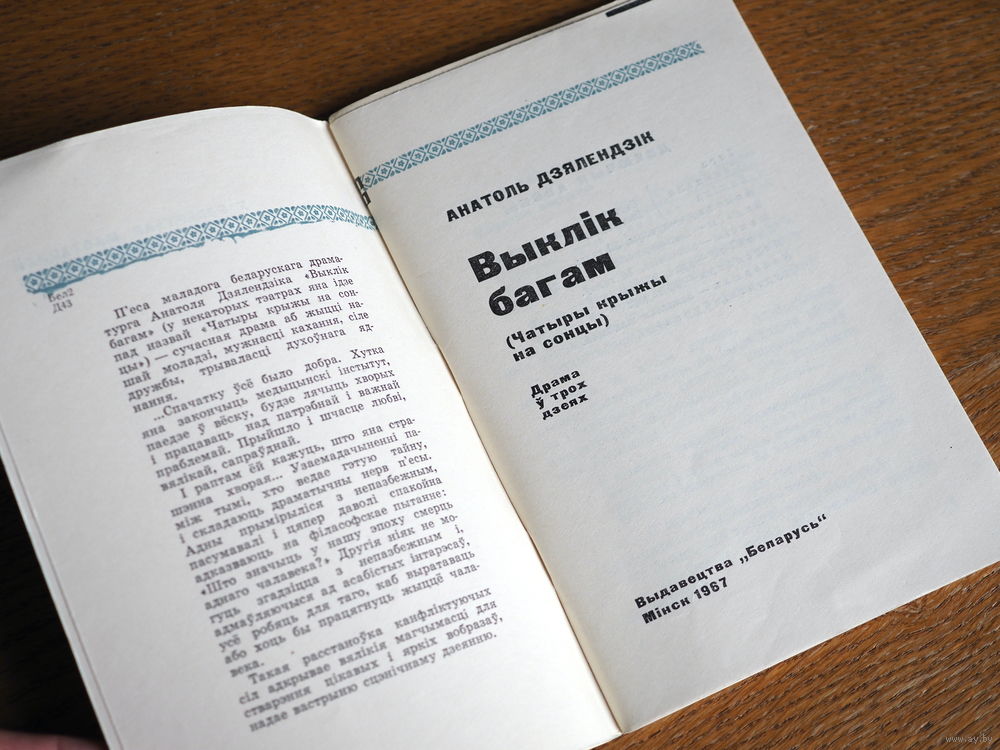 Бел2
Д43
П'еса маладога беларускага драма-
турга Анатоля Дзялендзіка «Выклік
багам» (у некаторых тэатрах яна ідзе
пад назвай «Чатыры крыжы на сон-
цы») — сучасная драма аб жыцці на-
шай моладзі, мужнасці кахання, сіле
дружбы, трываласці духоўнага яд-
нання.
...Спачатку ўсё было добра. Хутка
яна закончыць медыцынскі інстытут,
паедзе ў вёску, будзе лячыць хворых
і працаваць над патрэбнай і важнай
праблемай. Прыйшло і шчасце любві,
вялікай, сапраўднай.
І раптам ёй кажуць, што яна стра-
шэнна хворая... Узаемадачыненні па-
між тымі, хто ведае гэтую тайну,
і складаюць драматычны нерв п'есы.
Адны прымірыліся з непазбежным,
пасумавалі і цяпер даволі спакойна
адказваюць на філасофскае пытанне:
«Што значыць у нашу эпоху смерць
аднаго чалавека?» Другія ніяк не мо-
гуць згадзіцца з непазбежным і,
адмаўляючыся ад асабістых інтарэсаў,
усё робяць для таго, каб выратаваць
або хоць бы працягнуць жыццё чала-
века.
Такая расстаноўка канфліктуючых
сіл адкрывае вялікія магчымасці для
стварэння цікавых і яркіх вобразаў,
надае вастрыню сцэнічнаму дзеянню.
АНАТОЛЬ ДЗЯЛЕНДЗІК
Выклік
багам
(Чатыры крыжы
на сонцы)
Драма
ў трох
дзеях
Выдавецтва „Беларусь“
Мінск 1967
www.ay.by